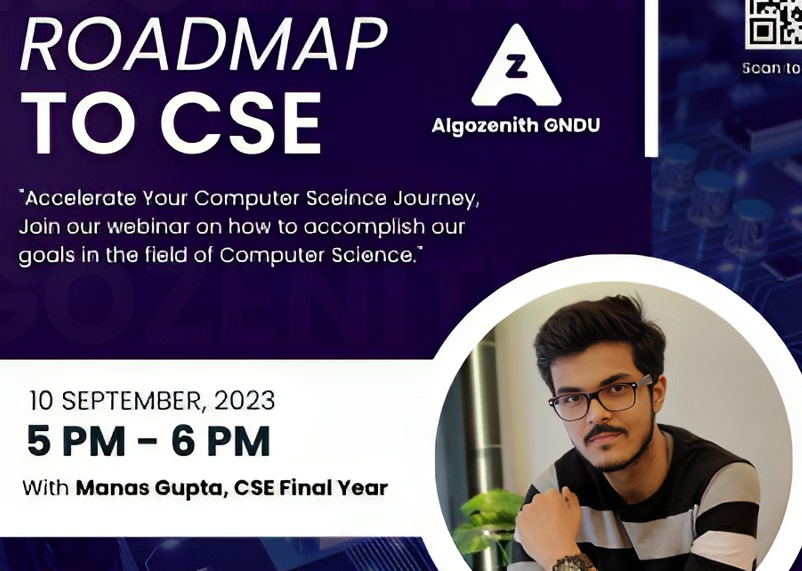 ROADMAP
TO CSE
Z
Algozenith GNDU
Scan to
"Accelerate Your Computer Sceince Journey,
Join our webinar on how to accomplish our
goals in the field of Computer Science."
10 SEPTEMBER, 2023
5 PM - 6 PM
With Manas Gupta, CSE Final Year